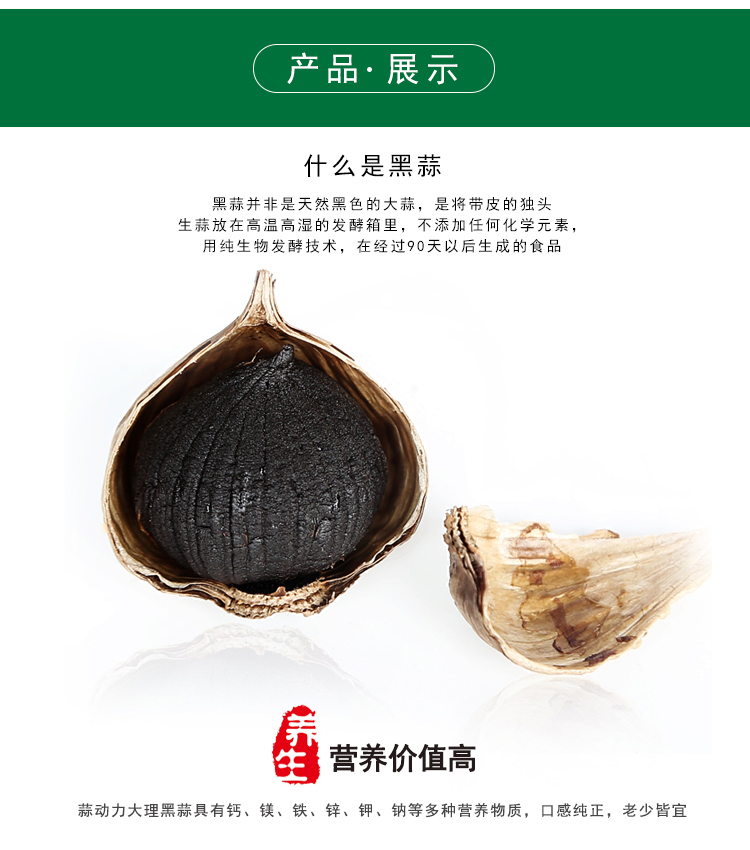 产品·展示
什么是黑蒜
黑蒜并非是天然黑色的大蒜，是将带皮的独头
生蒜放在高温高湿的发酵箱里，不添加任何化学元素，
用纯生物发酵技术，在经过90天以后生成的食品
养生
营养价值高
蒜动力大理黑蒜具有钙、镁、铁、锌、钾、钠等多种营养物质，口感纯正，老少皆宜